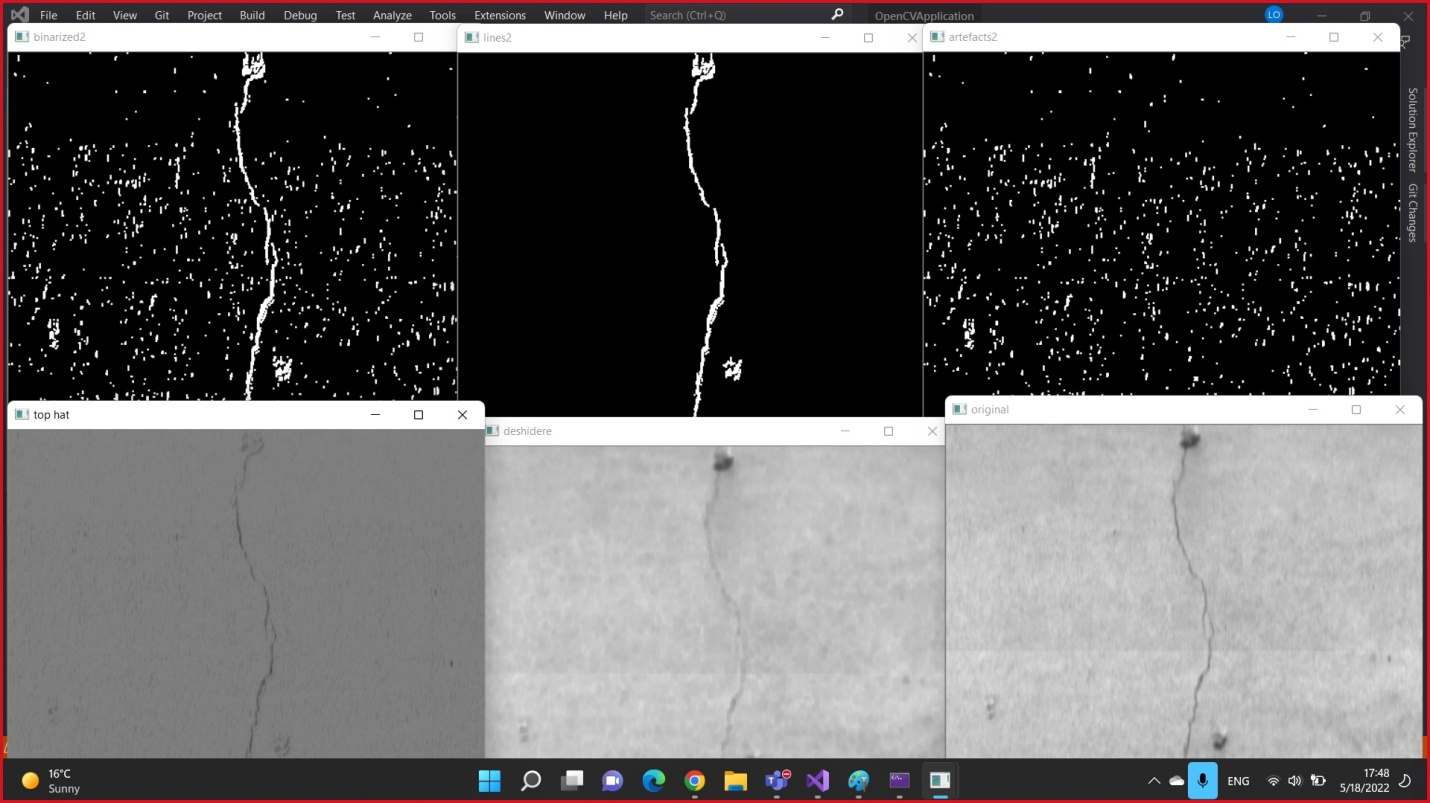 File Edit View Git Project Build Debug Test Analyze Tools Extensions Window Help Search (Ctrl+Q) OpenCVApplication LO
binarized2
lines2
artefacts2
Solution Explorer
Git Changes
top hat
deshidere
original
16°C
Sunny
ENG
17:48
5/18/2022